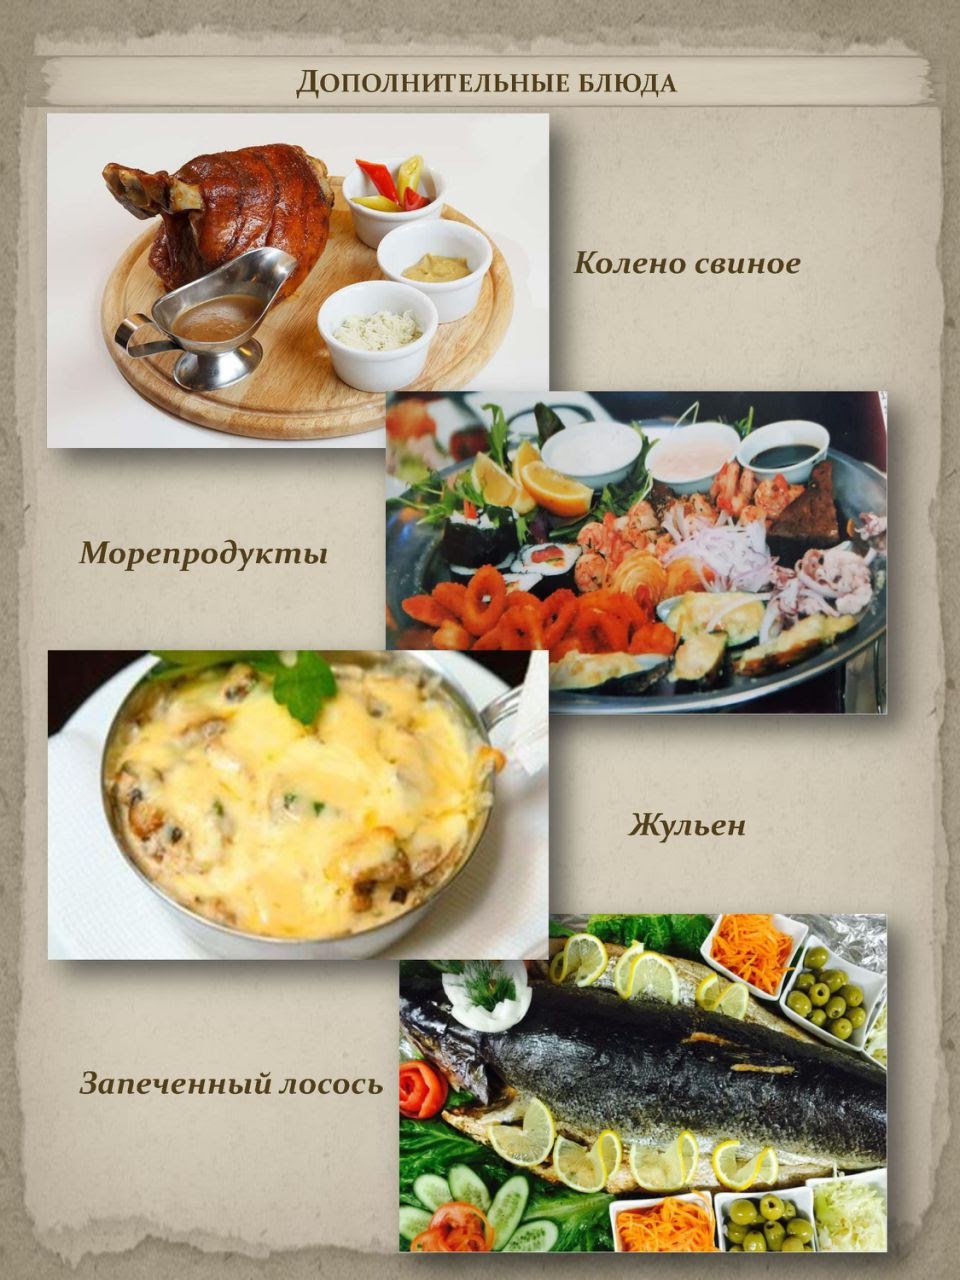 Дополнительные блюда
Колено свиное
Морепродукты
Жульен
Запеченный лосось